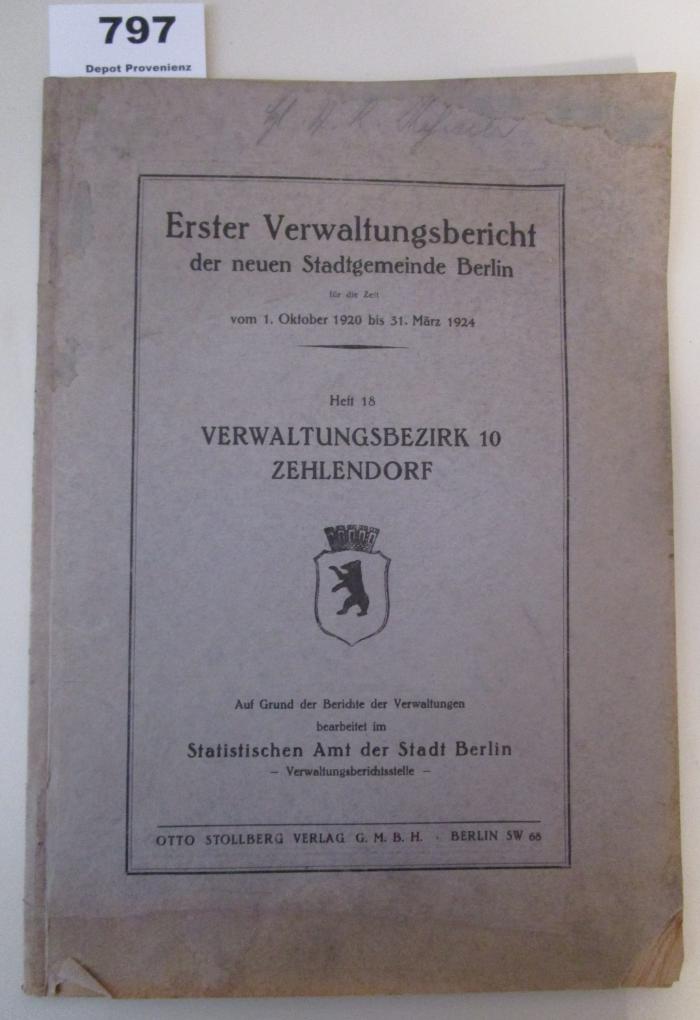 797
Depot Provenienz
Erster Verwaltungsbericht
der neuen Stadtgemeinde Berlin
für die Zeit
vom 1. Oktober 1920 bis 31. März 1924
Heft 18
VERWALTUNGSBEZIRK 10
ZEHLENDORF
Auf Grund der Berichte der Verwaltungen
bearbeitet im
Statistischen Amt der Stadt Berlin
– Verwaltungsberichtsstelle –
OTTO STOLLBERG VERLAG G. M. B. H. · BERLIN SW 68